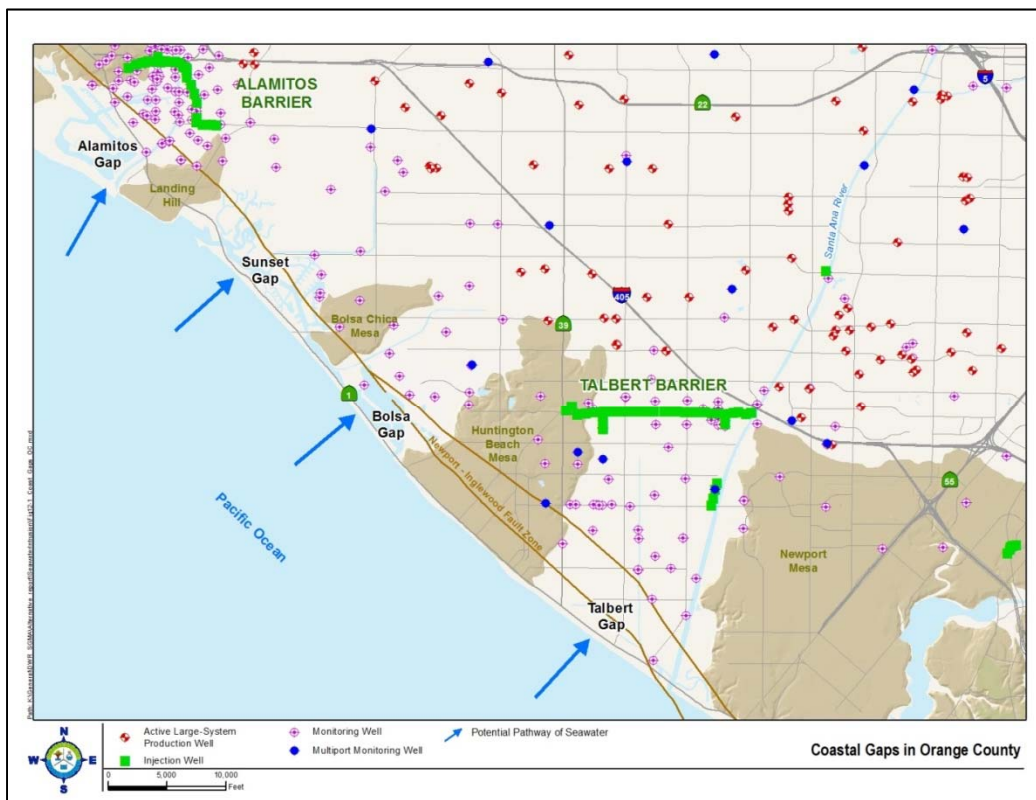 ALAMITOS
BARRIER
22
5
Alamitos
Gap
Landing
Hill
Santa Ana River
Sunset
Gap
405
Bolsa Chica
Mesa
39
TALBERT BARRIER
1
Bolsa
Gap
Huntington
Beach
Mesa
Newport - Inglewood Fault Zone
55
Pacific Ocean
Newport
Mesa
Talbert
Gap
N
W
E
S
Active Large-System
Production Well
Injection Well
Monitoring Well
Multiport Monitoring Well
Potential Pathway of Seawater
0 5,000 10,000
Feet
Coastal Gaps in Orange County